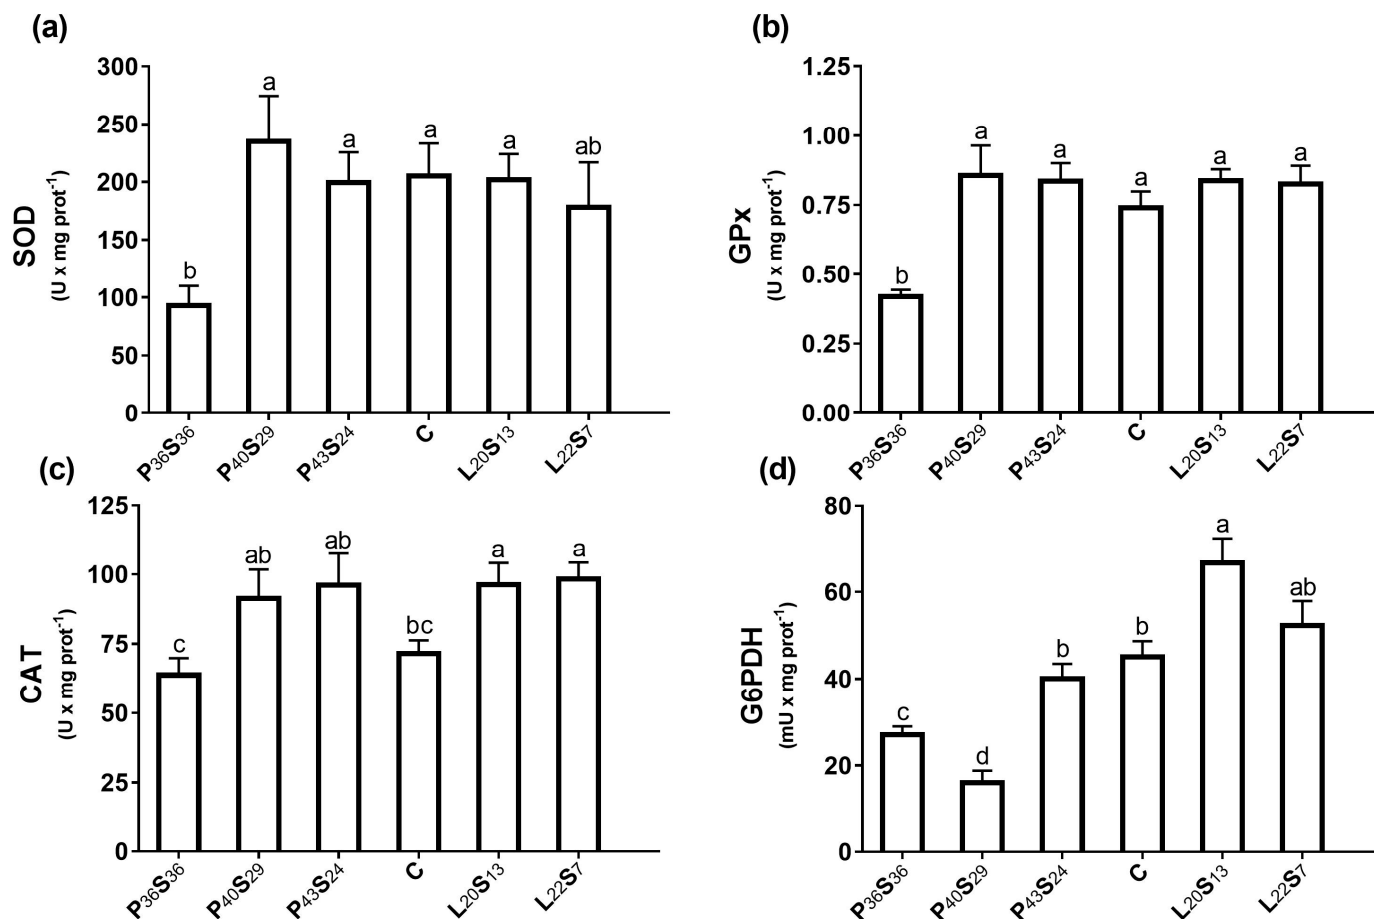 (a)
SOD
(U x mg prot⁻¹)
300
250
200
150
100
50
0
b
a
a
a
a
ab
P₃₆S₃₆
P₄₀S₂₉
P₄₃S₂₄
C
L₂₀S₁₃
L₂₂S₇
(b)
GPx
(U x mg prot⁻¹)
1.25
1.00
0.75
0.50
0.25
0.00
b
a
a
a
a
a
P₃₆S₃₆
P₄₀S₂₉
P₄₃S₂₄
C
L₂₀S₁₃
L₂₂S₇
(c)
CAT
(U x mg prot⁻¹)
125
100
75
50
25
0
c
ab
ab
bc
a
a
P₃₆S₃₆
P₄₀S₂₉
P₄₃S₂₄
C
L₂₀S₁₃
L₂₂S₇
(d)
G6PDH
(mU x mg prot⁻¹)
80
60
40
20
0
c
d
b
b
a
ab
P₃₆S₃₆
P₄₀S₂₉
P₄₃S₂₄
C
L₂₀S₁₃
L₂₂S₇